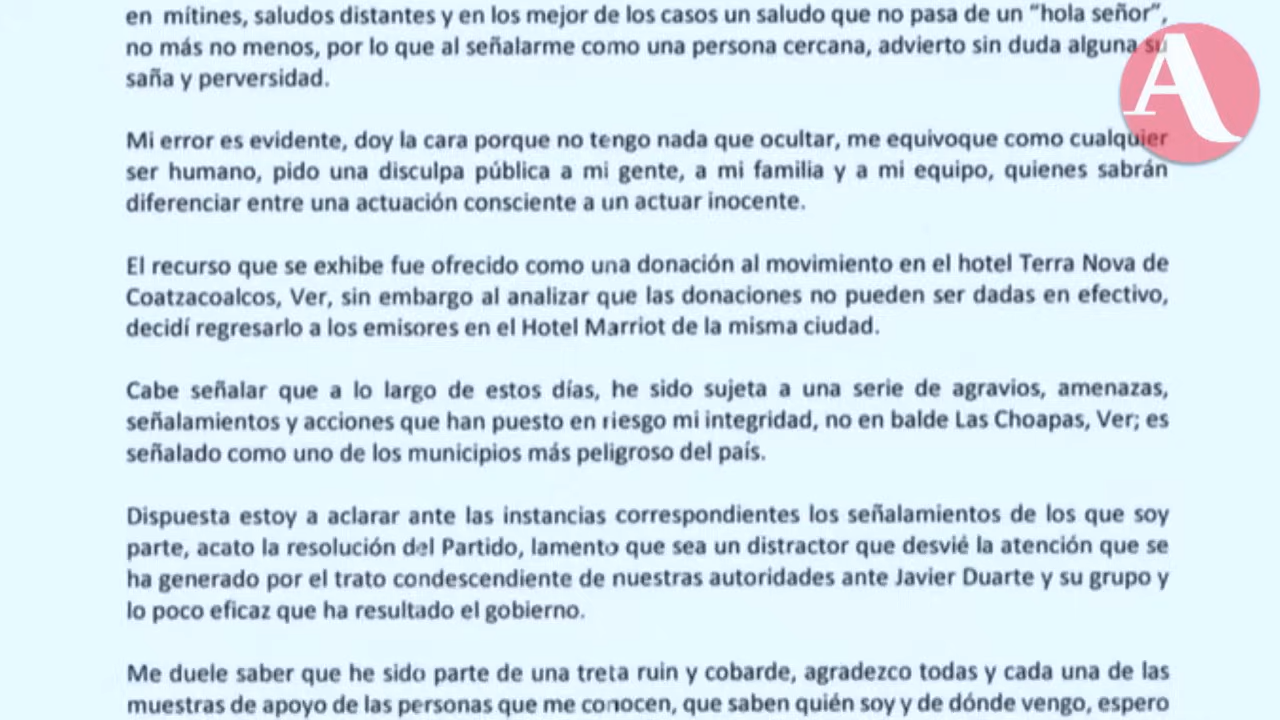 en mítines, saludos distantes y en los mejor de los casos un saludo que no pasa de un "hola señor",
no más no menos, por lo que al señalarme como una persona cercana, advierto sin duda alguna su
saña y perversidad.
Mi error es evidente, doy la cara porque no tengo nada que ocultar, me equivoque como cualquier
ser humano, pido una disculpa pública a mi gente, a mi familia y a mi equipo, quienes sabrán
diferenciar entre una actuación consciente a un actuar inocente.
El recurso que se exhibe fue ofrecido como una donación al movimiento en el hotel Terra Nova de
Coatzacoalcos, Ver, sin embargo al analizar que las donaciones no pueden ser dadas en efectivo,
decidí regresarlo a los emisores en el Hotel Marriot de la misma ciudad.
Cabe señalar que a lo largo de estos días, he sido sujeta a una serie de agravios, amenazas,
señalamientos y acciones que han puesto en riesgo mi integridad, no en balde Las Choapas, Ver; es
señalado como uno de los municipios más peligroso del país.
Dispuesta estoy a aclarar ante las instancias correspondientes los señalamientos de los que soy
parte, acato la resolución del Partido, lamento que sea un distractor que desvié la atención que se
ha generado por el trato condescendiente de nuestras autoridades ante Javier Duarte y su grupo y
lo poco eficaz que ha resultado el gobierno.
Me duele saber que he sido parte de una treta ruin y cobarde, agradezco todas y cada una de las
muestras de apoyo de las personas que me conocen, que saben quién soy y de dónde vengo, espero
A